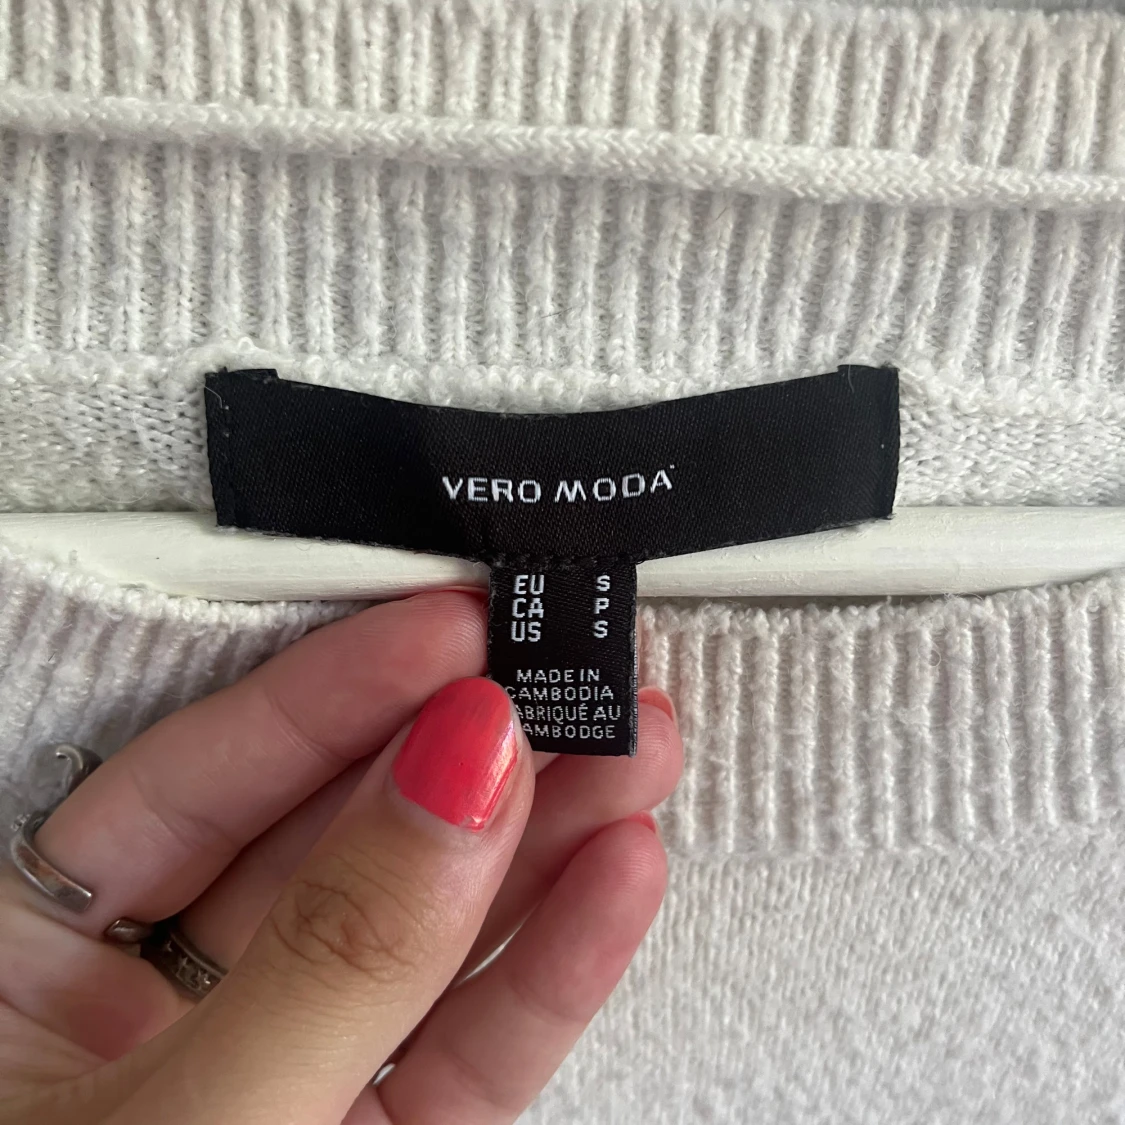 VERO MODA
EU S
CA P
US S
MADE IN
CAMBODIA
ABRIQUÉ AU
AMBODGE